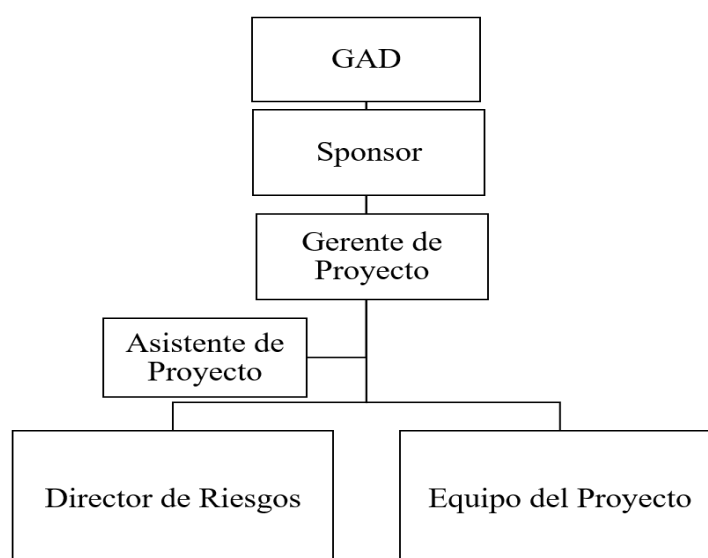 GAD
Sponsor
Gerente de
Proyecto
Asistente de
Proyecto
Director de Riesgos
Equipo del Proyecto